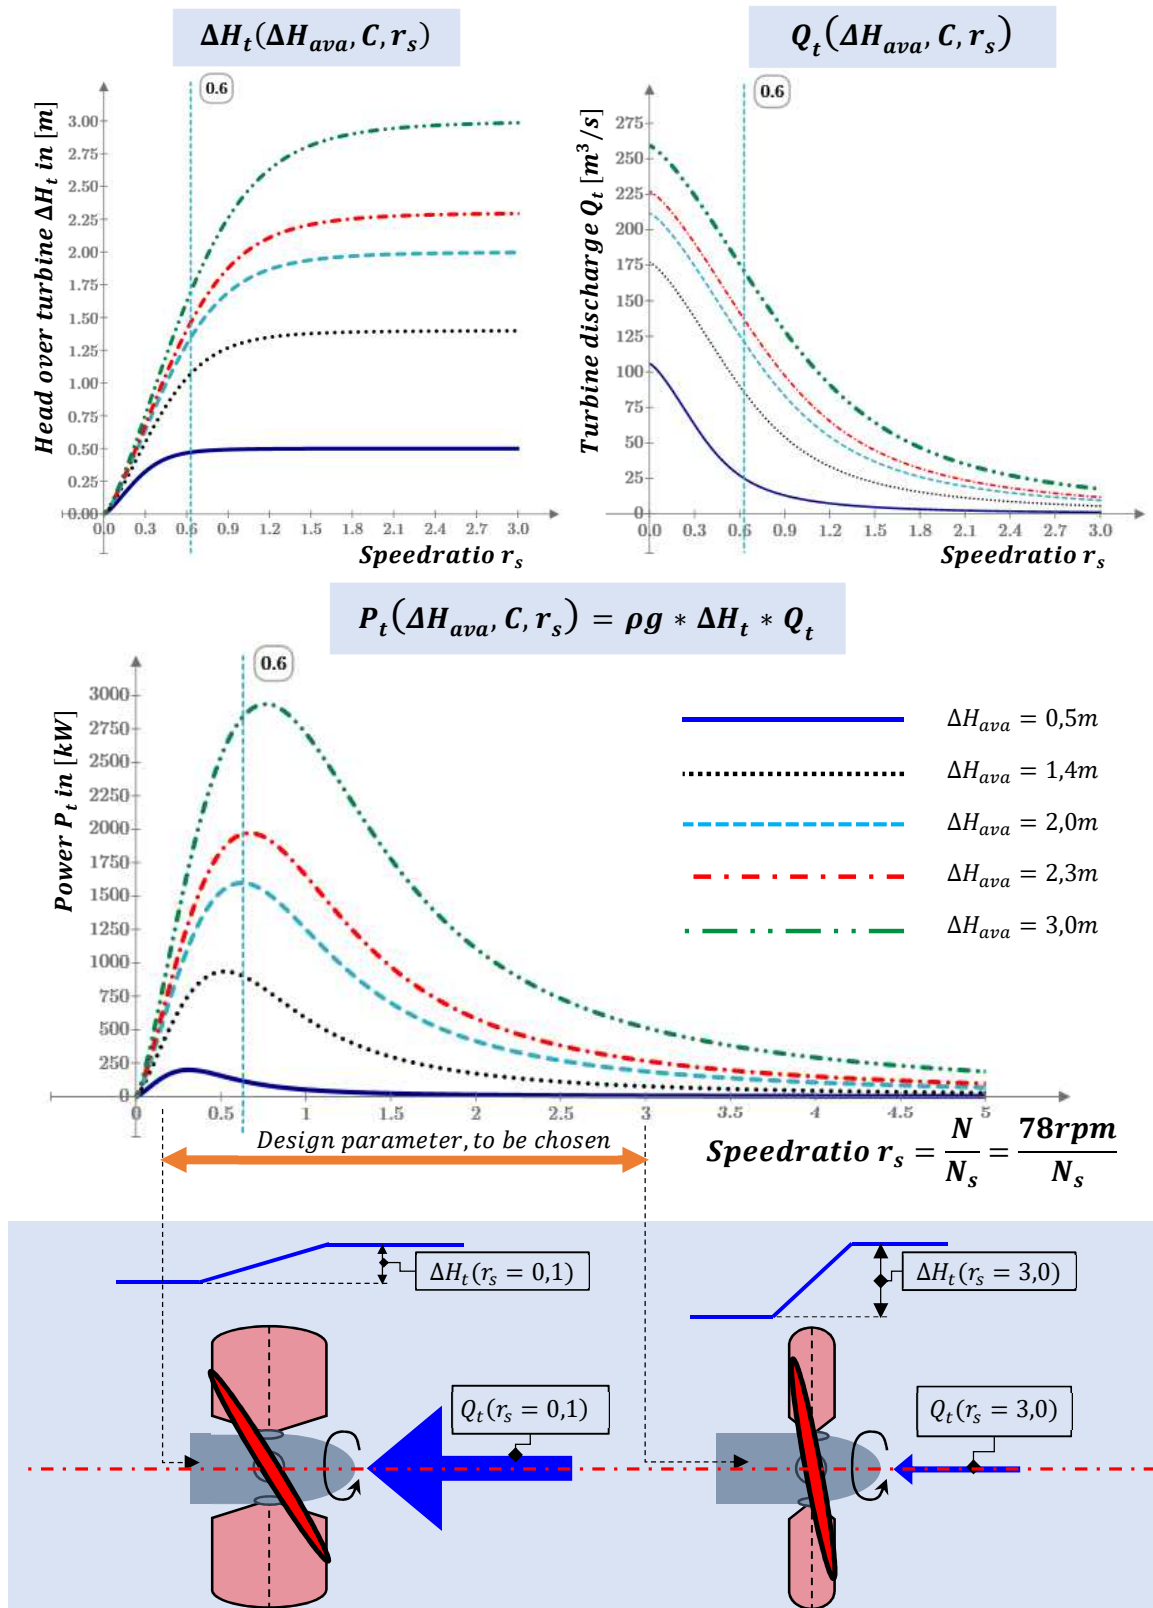 ΔH_t(ΔH_ava, C, r_s)
Q_t(ΔH_ava, C, r_s)
Head over turbine ΔH_t in [m]
0.6
3.00
2.75
2.50
2.25
2.00
1.75
1.50
1.25
1.00
0.75
0.50
0.25
0.00
0.0 0.3 0.6 0.9 1.2 1.5 1.8 2.1 2.4 2.7 3.0
Speedratio r_s
Turbine discharge Q_t [m³/s]
0.6
275
250
225
200
175
150
125
100
75
50
25
0
0.0 0.3 0.6 0.9 1.2 1.5 1.8 2.1 2.4 2.7 3.0
Speedratio r_s
P_t(ΔH_ava, C, r_s) = ρg * ΔH_t * Q_t
Power P_t in [kW]
0.6
3000
2750
2500
2250
2000
1750
1500
1250
1000
750
500
250
0
0 0.5 1 1.5 2 2.5 3 3.5 4 4.5 5
ΔH_ava = 0,5m
ΔH_ava = 1,4m
ΔH_ava = 2,0m
ΔH_ava = 2,3m
ΔH_ava = 3,0m
Design parameter, to be chosen
Speedratio r_s = N/N_s = 78rpm/N_s
ΔH_t(r_s = 0,1)
ΔH_t(r_s = 3,0)
Q_t(r_s = 0,1)
Q_t(r_s = 3,0)